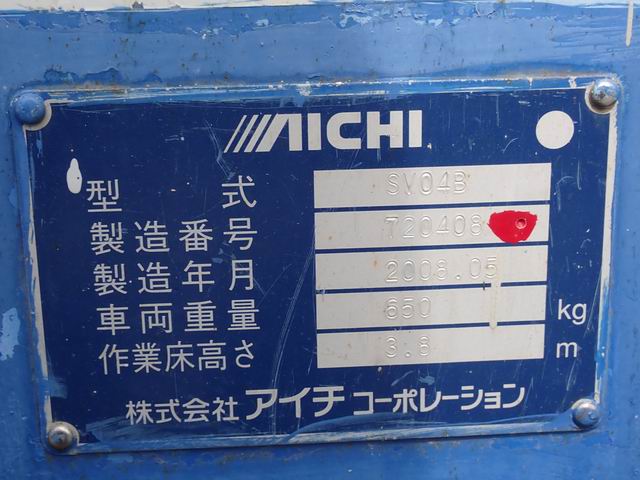 AICHI
型式 SV04B
製造番号 720408
製造年月 2008.05
車両重量 650 kg
作業床高さ 3.8 m
株式会社 アイチ コーポレーション